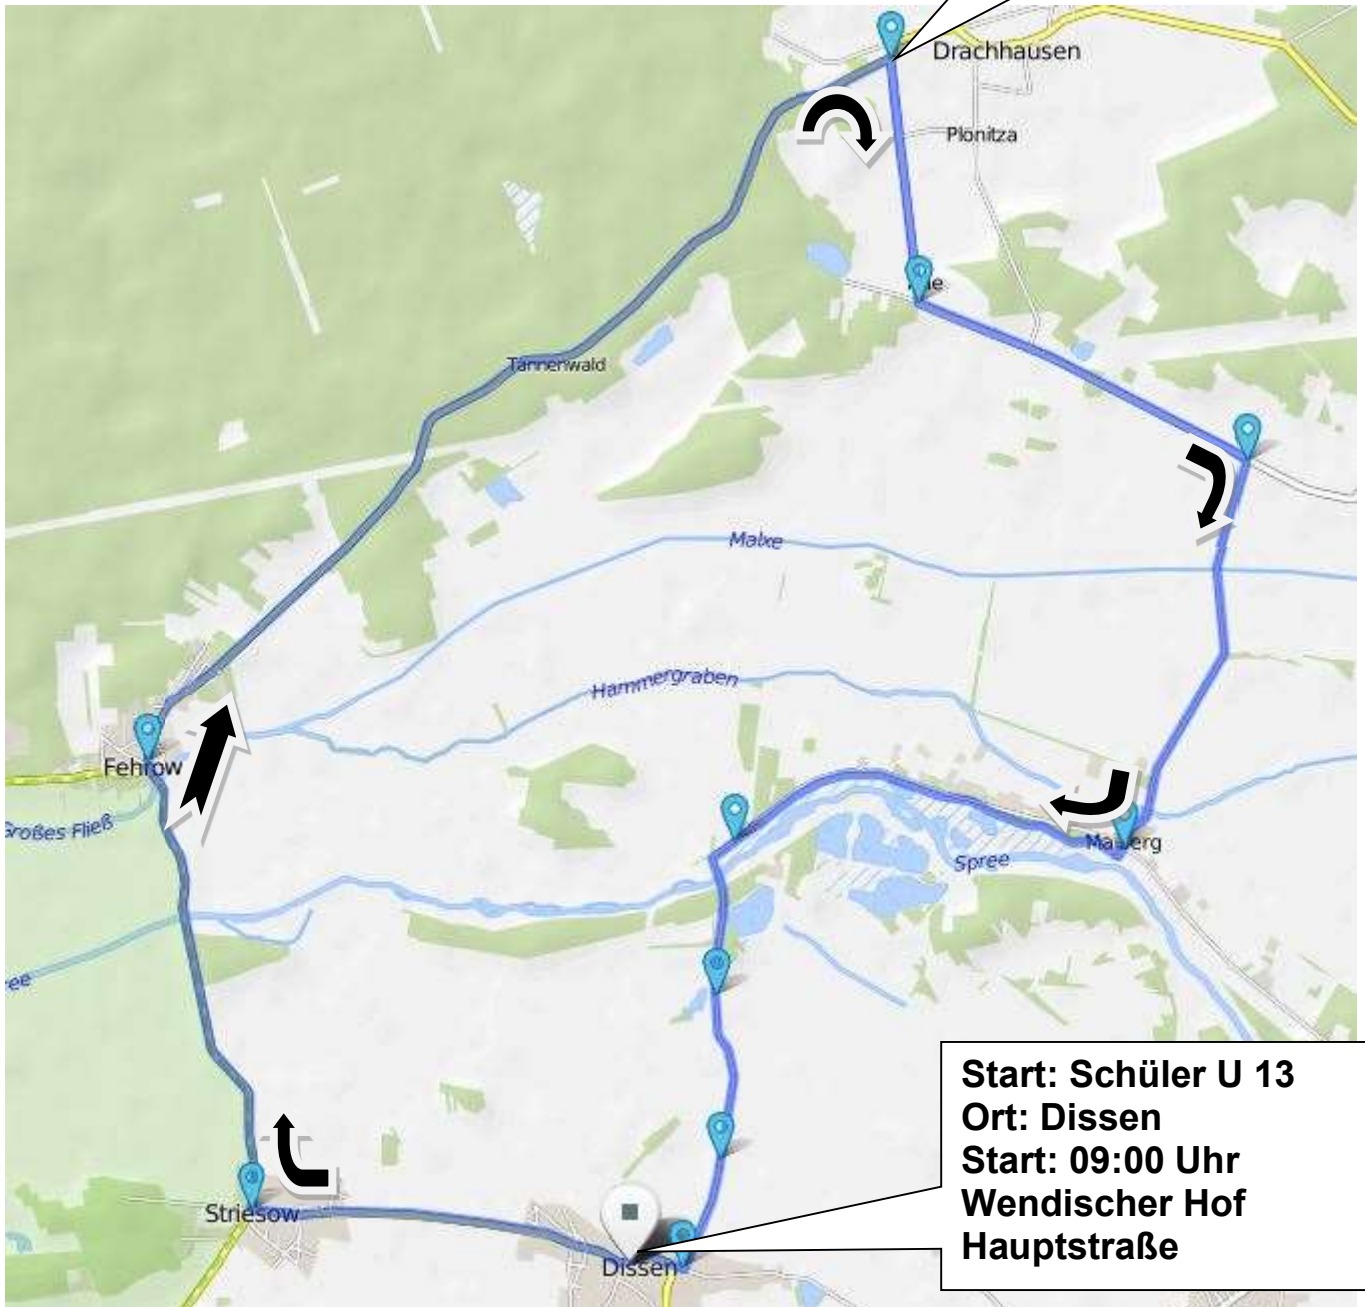 Drachhausen
Plonitza
Tannenwald
Malxe
Hammergraben
Fehrow
Großes Fließ
Spree
Striesow
Dissen
Start: Schüler U 13
Ort: Dissen
Start: 09:00 Uhr
Wendischer Hof
Hauptstraße